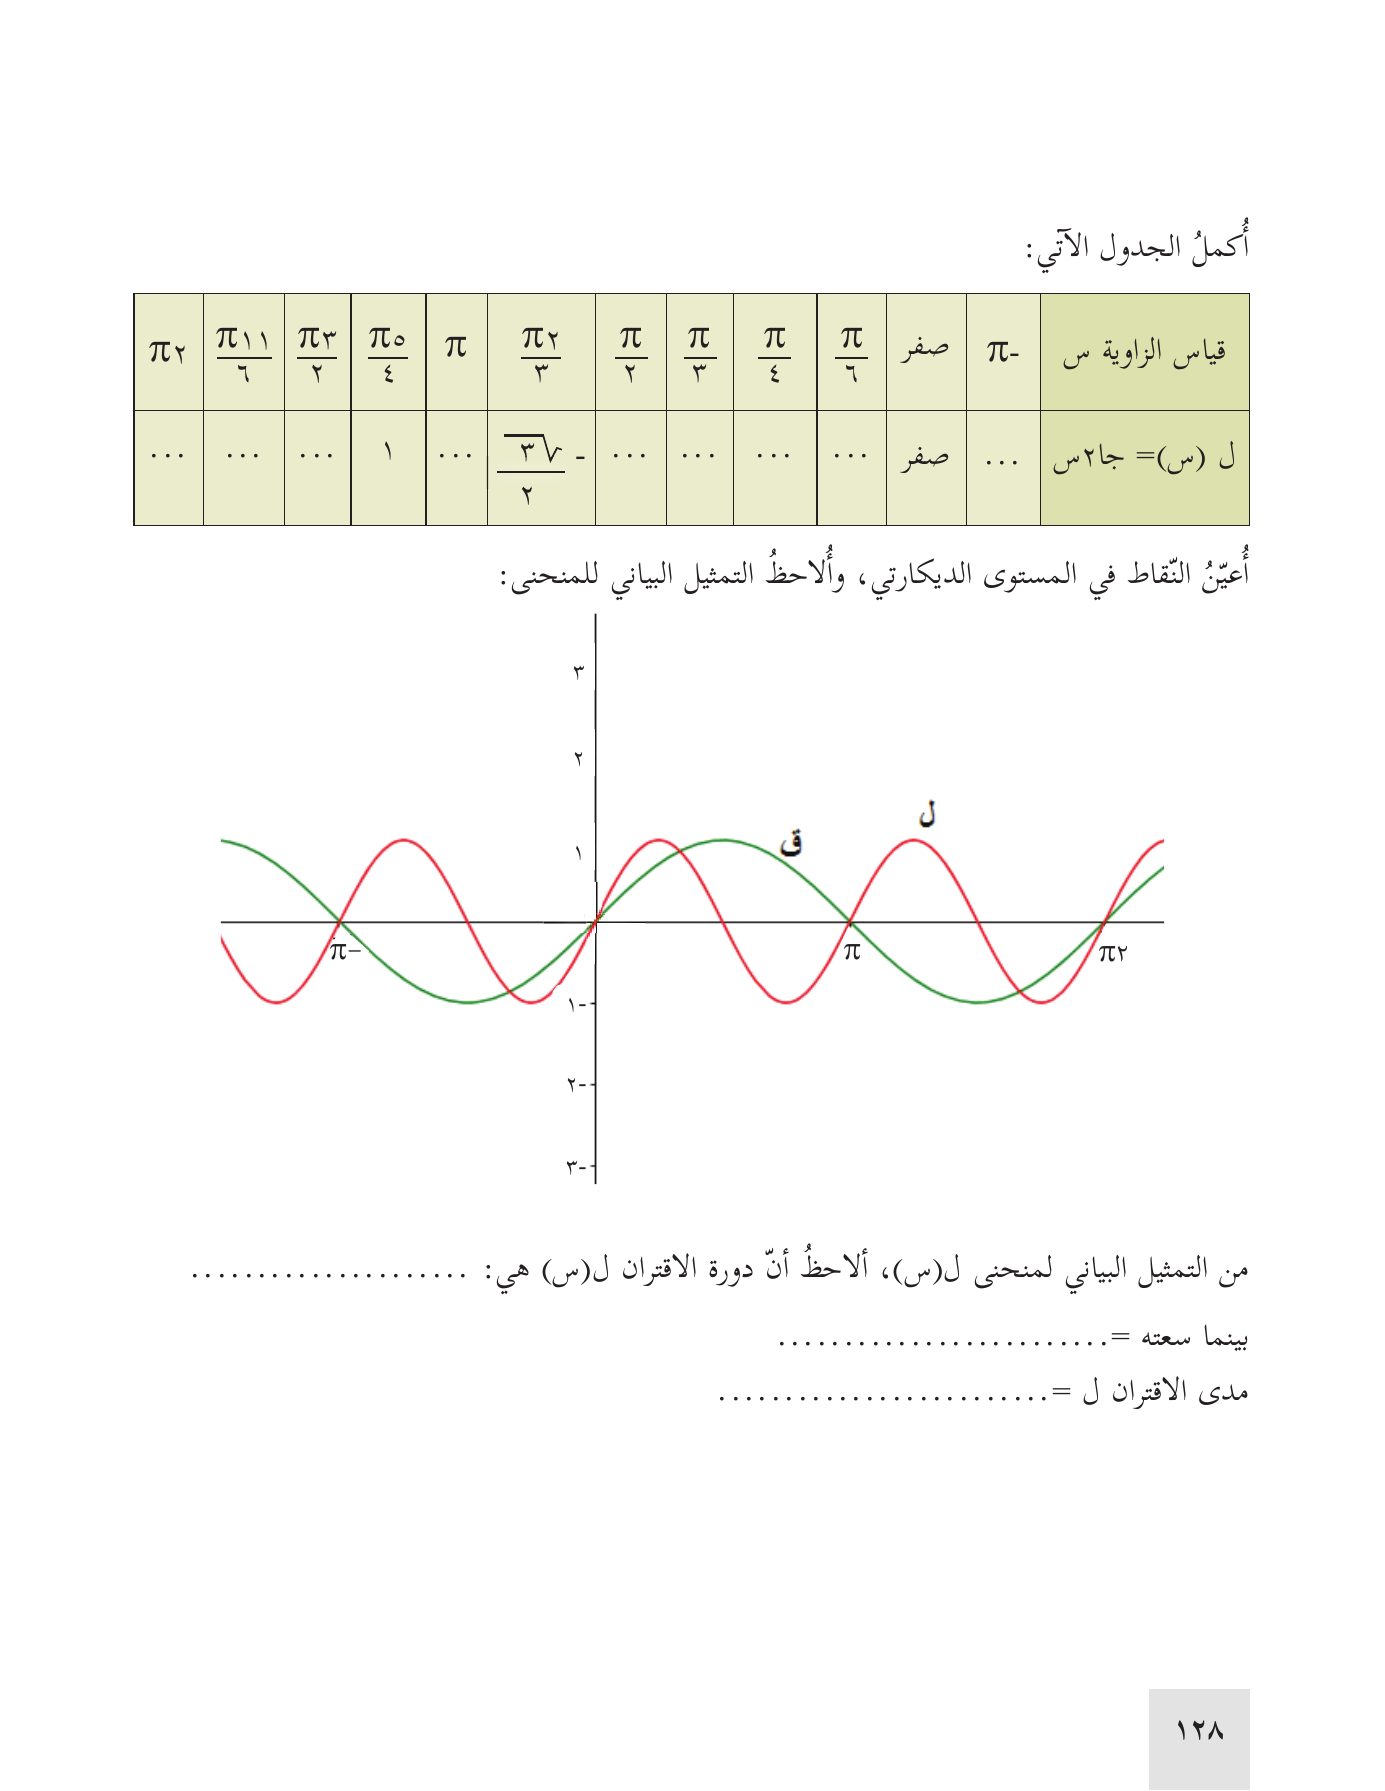 أُكملُ الجدول الآتي:
قياس الزاوية س | -π | صفر | π/٦ | π/٤ | π/٣ | π/٢ | ٢π/٣ | π | ٥π/٤ | ٣π/٢ | ١١π/٦ | ٢π
ل (س)= جا٢س | ... | صفر | ... | ... | ... | ... | -√٣/٢ | ... | ١ | ... | ... | ...
أُعيّنُ النّقاط في المستوى الديكارتي، وأُلاحظُ التمثيل البياني للمنحنى:
٣
٢
ل
ق
١
-π
π
٢π
-١
-٢
-٣
من التمثيل البياني لمنحنى ل(س)، ألاحظُ أنّ دورة الاقتران ل(س) هي: .....................
بينما سعته =.........................
مدى الاقتران ل =.........................
١٢٨